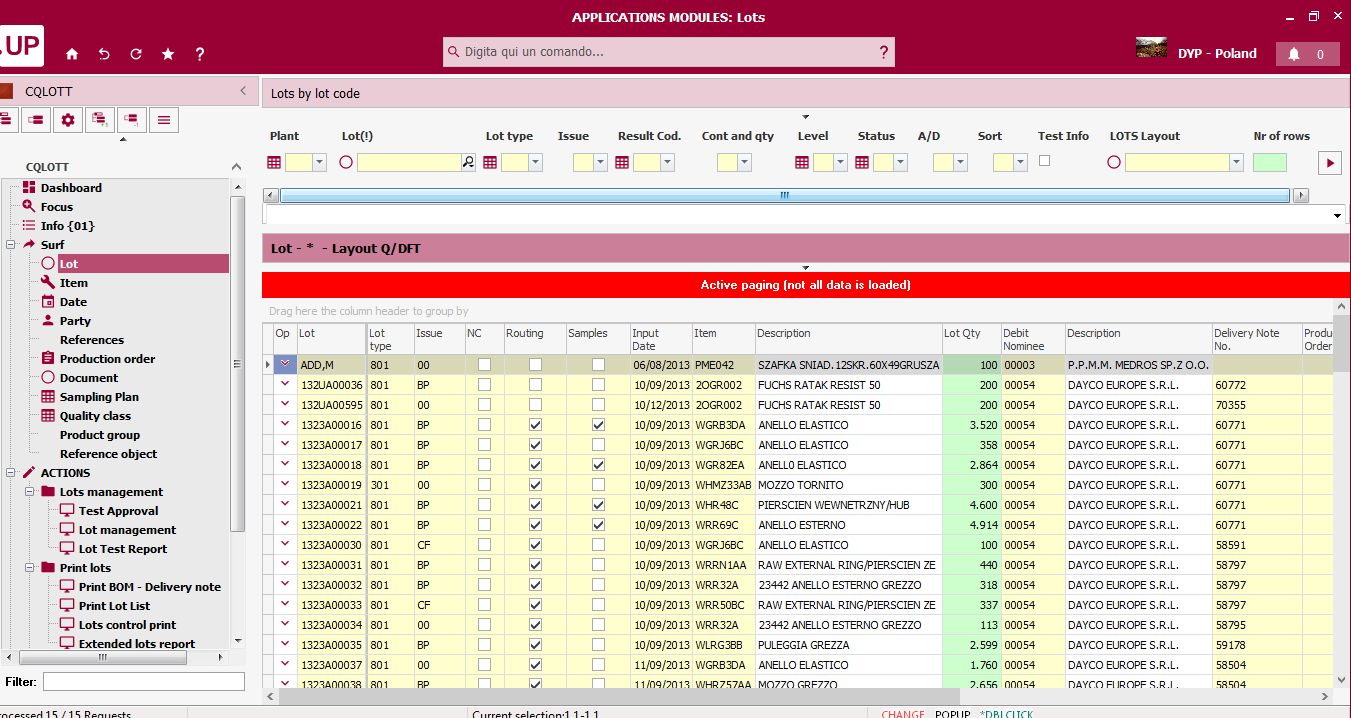 APPLICATIONS MODULES: Lots
.UP
Digita qui un comando...
?
DYP - Poland
0
CQLOTT
Lots by lot code
Plant Lot(!) Lot type Issue Result Cod. Cont and qty Level Status A/D Sort Test Info LOTS Layout Nr of rows
CQLOTT
Dashboard
Focus
Info {01}
Surf
Lot
Item
Date
Party
References
Production order
Document
Sampling Plan
Quality class
Product group
Reference object
ACTIONS
Lots management
Test Approval
Lot management
Lot Test Report
Print lots
Print BOM - Delivery note
Print Lot List
Lots control print
Extended lots report
Filter:
Lot - * - Layout Q/DFT
Active paging (not all data is loaded)
Drag here the column header to group by
Op Lot Lot type Issue NC Routing Samples Input Date Item Description Lot Qty Debit Nominee Description Delivery Note No. Produ Order
ADD,M 801 00 06/08/2013 PME042 SZAFKA SNIAD.12SKR.60X49GRUSZA 100 00003 P.P.M.M. MEDROS SP.Z O.O.
132UA00036 801 BP 10/09/2013 2OGR002 FUCHS RATAK RESIST 50 200 00054 DAYCO EUROPE S.R.L. 60772
132UA00595 801 00 10/12/2013 2OGR002 FUCHS RATAK RESIST 50 200 00054 DAYCO EUROPE S.R.L. 70355
1323A00016 801 BP 10/09/2013 WGRB3DA ANELLO ELASTICO 3.520 00054 DAYCO EUROPE S.R.L. 60771
1323A00017 801 BP 10/09/2013 WGRJ6BC ANELLO ELASTICO 358 00054 DAYCO EUROPE S.R.L. 60771
1323A00018 801 BP 10/09/2013 WGR82EA ANELL0 ELASTICO 2.864 00054 DAYCO EUROPE S.R.L. 60771
1323A00019 301 00 10/09/2013 WHMZ33AB MOZZO TORNITO 300 00054 DAYCO EUROPE S.R.L. 60771
1323A00021 801 BP 10/09/2013 WHR48C PIERSCIEN WEWNETRZNY/HUB 4.600 00054 DAYCO EUROPE S.R.L. 60771
1323A00022 801 BP 10/09/2013 WRR69C ANELLO ESTERNO 4.914 00054 DAYCO EUROPE S.R.L. 60771
1323A00030 801 CF 10/09/2013 WGRJ6BC ANELLO ELASTICO 100 00054 DAYCO EUROPE S.R.L. 58591
1323A00031 801 BP 10/09/2013 WRRN1AA RAW EXTERNAL RING/PIERSCIEN ZE 440 00054 DAYCO EUROPE S.R.L. 58797
1323A00032 801 BP 10/09/2013 WRR32A 23442 ANELLO ESTERNO GREZZO 318 00054 DAYCO EUROPE S.R.L. 58797
1323A00033 801 CF 10/09/2013 WRR50BC RAW EXTERNAL RING/PIERSCIEN ZE 337 00054 DAYCO EUROPE S.R.L. 58797
1323A00034 801 00 10/09/2013 WRR32A 23442 ANELLO ESTERNO GREZZO 113 00054 DAYCO EUROPE S.R.L. 58795
1323A00035 801 BP 10/09/2013 WLRG3BB PULEGGIA GREZZA 2.599 00054 DAYCO EUROPE S.R.L. 59178
1323A00037 801 00 11/09/2013 WGRB3DA ANELLO ELASTICO 1.760 00054 DAYCO EUROPE S.R.L. 58504
1323A00038 801 BP 11/09/2013 WHRZ57AA MOZZO GREZZO 2.656 00054 DAYCO EUROPE S.R.L. 58504
rocessed 15 / 15 Requests
Current selection:1.1-1.1
CHANGE POPUP *DBLCLICK